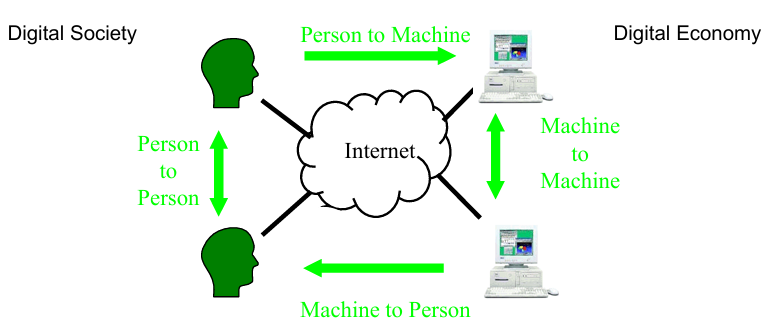 Digital Society
Person to Machine
Digital Economy
Person
to
Person
Internet
Machine
to
Machine
Machine to Person